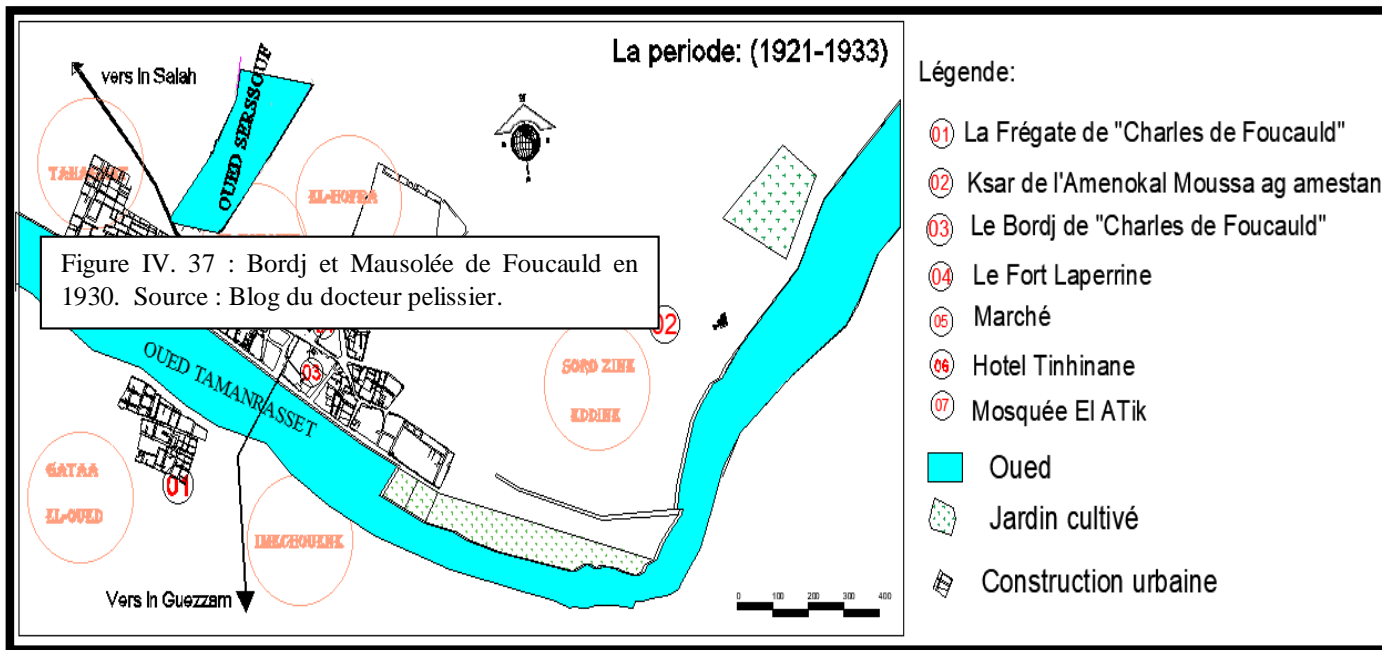 La periode: (1921-1933)
vers In Salah
OUED SERSSOUF
EL-HOFRA
Figure IV. 37 : Bordj et Mausolée de Foucauld en
1930. Source : Blog du docteur pelissier.
02
03
OUED TAMANRASSET
SORO ZINE
EDDINE
GATAA
EL-OUED
01
IMECHOUENE
Vers In Guezzam
0 100 200 300 400
Légende:
01 La Frégate de "Charles de Foucauld"
02 Ksar de l'Amenokal Moussa ag amestan
03 Le Bordj de "Charles de Foucauld"
04 Le Fort Laperrine
05 Marché
06 Hotel Tinhinane
07 Mosquée El ATik
Oued
Jardin cultivé
Construction urbaine